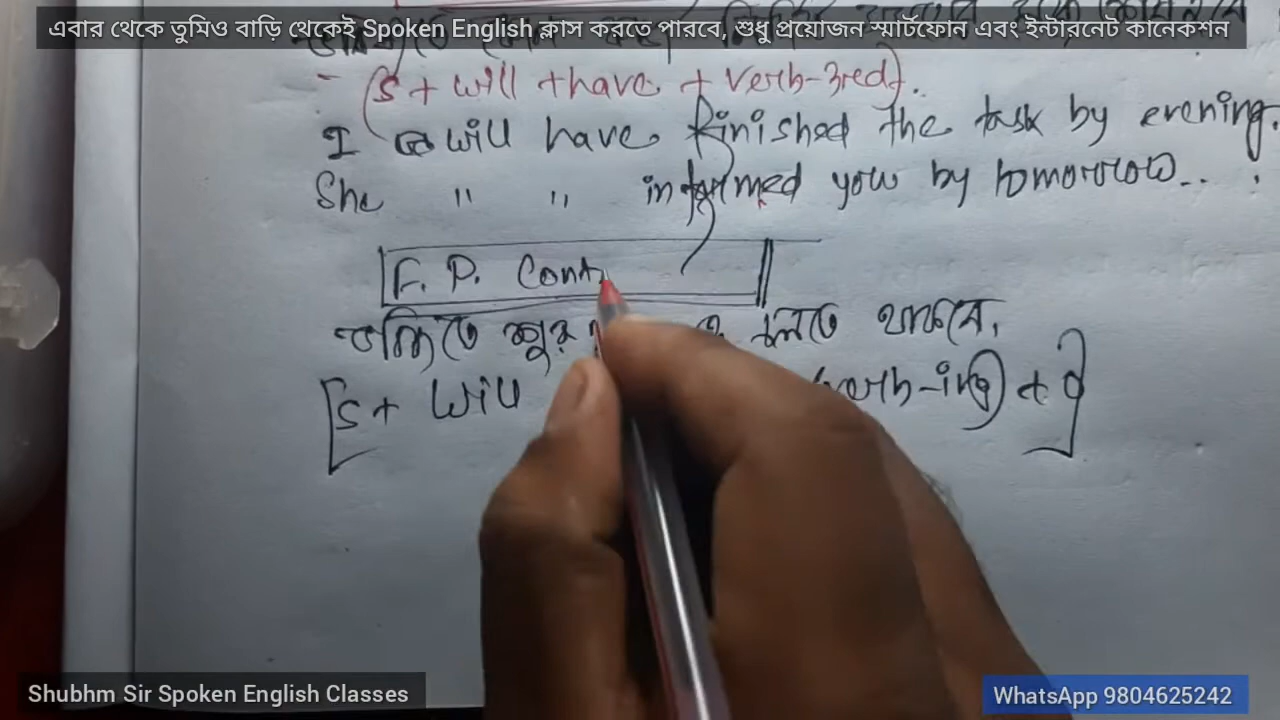 এবার থেকে তুমিও বাড়ি থেকেই Spoken English ক্লাস করতে পারবে, শুধু প্রয়োজন স্মার্টফোন এবং ইন্টারনেট কানেকশন
- (S + will + have + verb-3red).
I will have finished the task by evening.
She " " informed you by tomorrow..
F. P. Cont
চলিতে থাকবে,
[S + Will verb-ing) + o]
Shubhm Sir Spoken English Classes
WhatsApp 9804625242